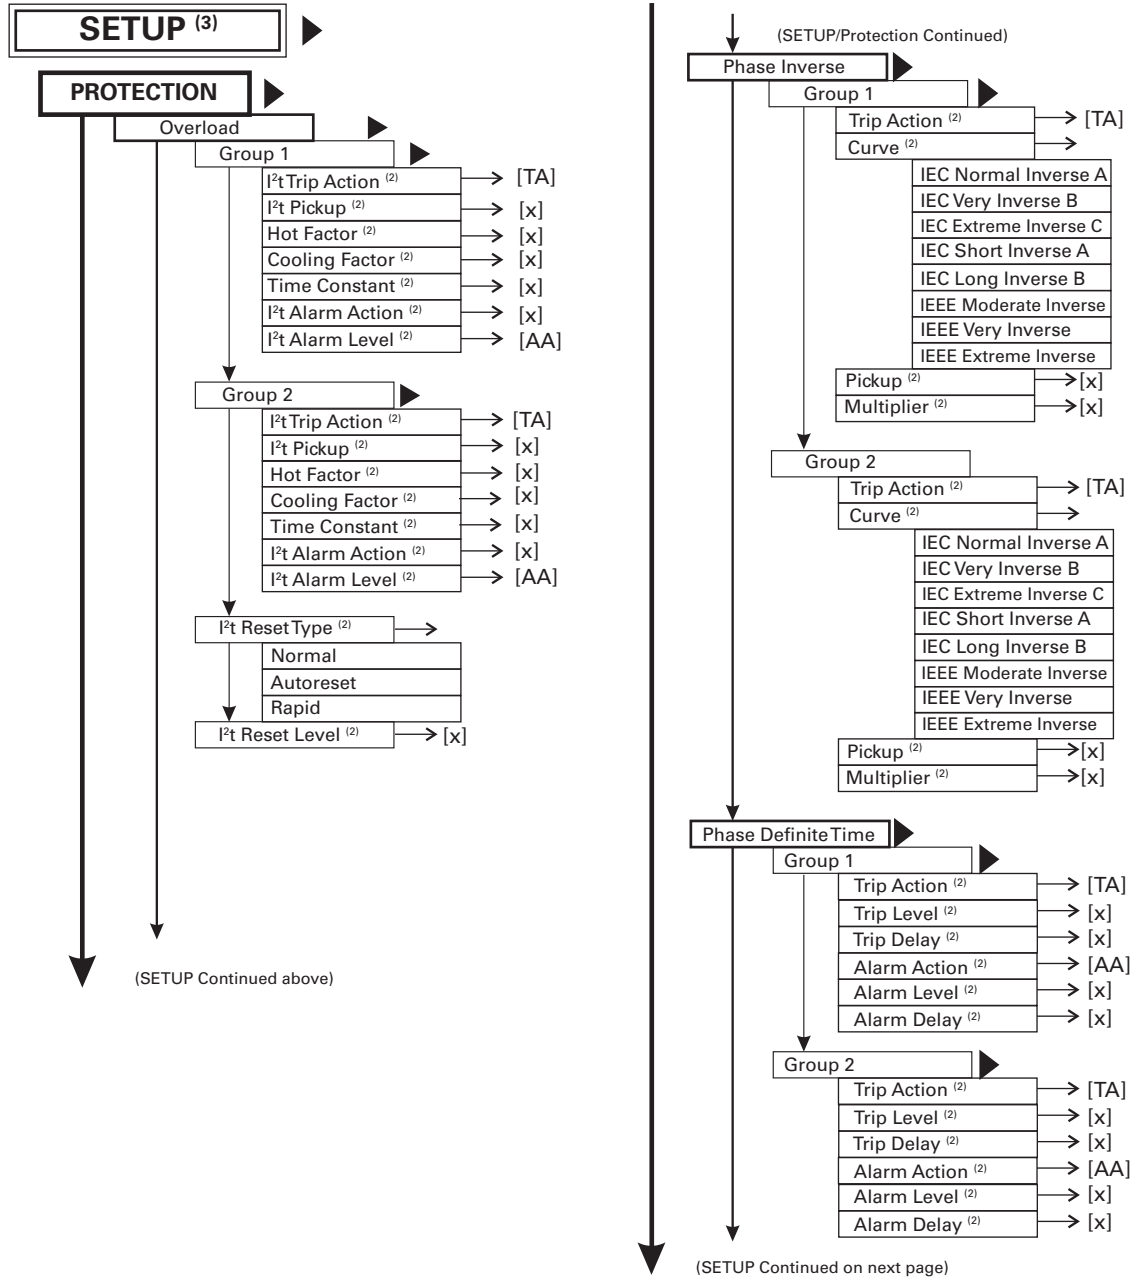 SETUP (3)
PROTECTION
Overload
Group 1
I²t Trip Action (2) [TA]
I²t Pickup (2) [x]
Hot Factor (2) [x]
Cooling Factor (2) [x]
Time Constant (2) [x]
I²t Alarm Action (2) [x]
I²t Alarm Level (2) [AA]
Group 2
I²t Trip Action (2) [TA]
I²t Pickup (2) [x]
Hot Factor (2) [x]
Cooling Factor (2) [x]
Time Constant (2) [x]
I²t Alarm Action (2) [x]
I²t Alarm Level (2) [AA]
I²t Reset Type (2)
Normal
Autoreset
Rapid
I²t Reset Level (2) [x]
(SETUP Continued above)
(SETUP/Protection Continued)
Phase Inverse
Group 1
Trip Action (2) [TA]
Curve (2)
IEC Normal Inverse A
IEC Very Inverse B
IEC Extreme Inverse C
IEC Short Inverse A
IEC Long Inverse B
IEEE Moderate Inverse
IEEE Very Inverse
IEEE Extreme Inverse
Pickup (2) [x]
Multiplier (2) [x]
Group 2
Trip Action (2) [TA]
Curve (2)
IEC Normal Inverse A
IEC Very Inverse B
IEC Extreme Inverse C
IEC Short Inverse A
IEC Long Inverse B
IEEE Moderate Inverse
IEEE Very Inverse
IEEE Extreme Inverse
Pickup (2) [x]
Multiplier (2) [x]
Phase Definite Time
Group 1
Trip Action (2) [TA]
Trip Level (2) [x]
Trip Delay (2) [x]
Alarm Action (2) [AA]
Alarm Level (2) [x]
Alarm Delay (2) [x]
Group 2
Trip Action (2) [TA]
Trip Level (2) [x]
Trip Delay (2) [x]
Alarm Action (2) [AA]
Alarm Level (2) [x]
Alarm Delay (2) [x]
(SETUP Continued on next page)